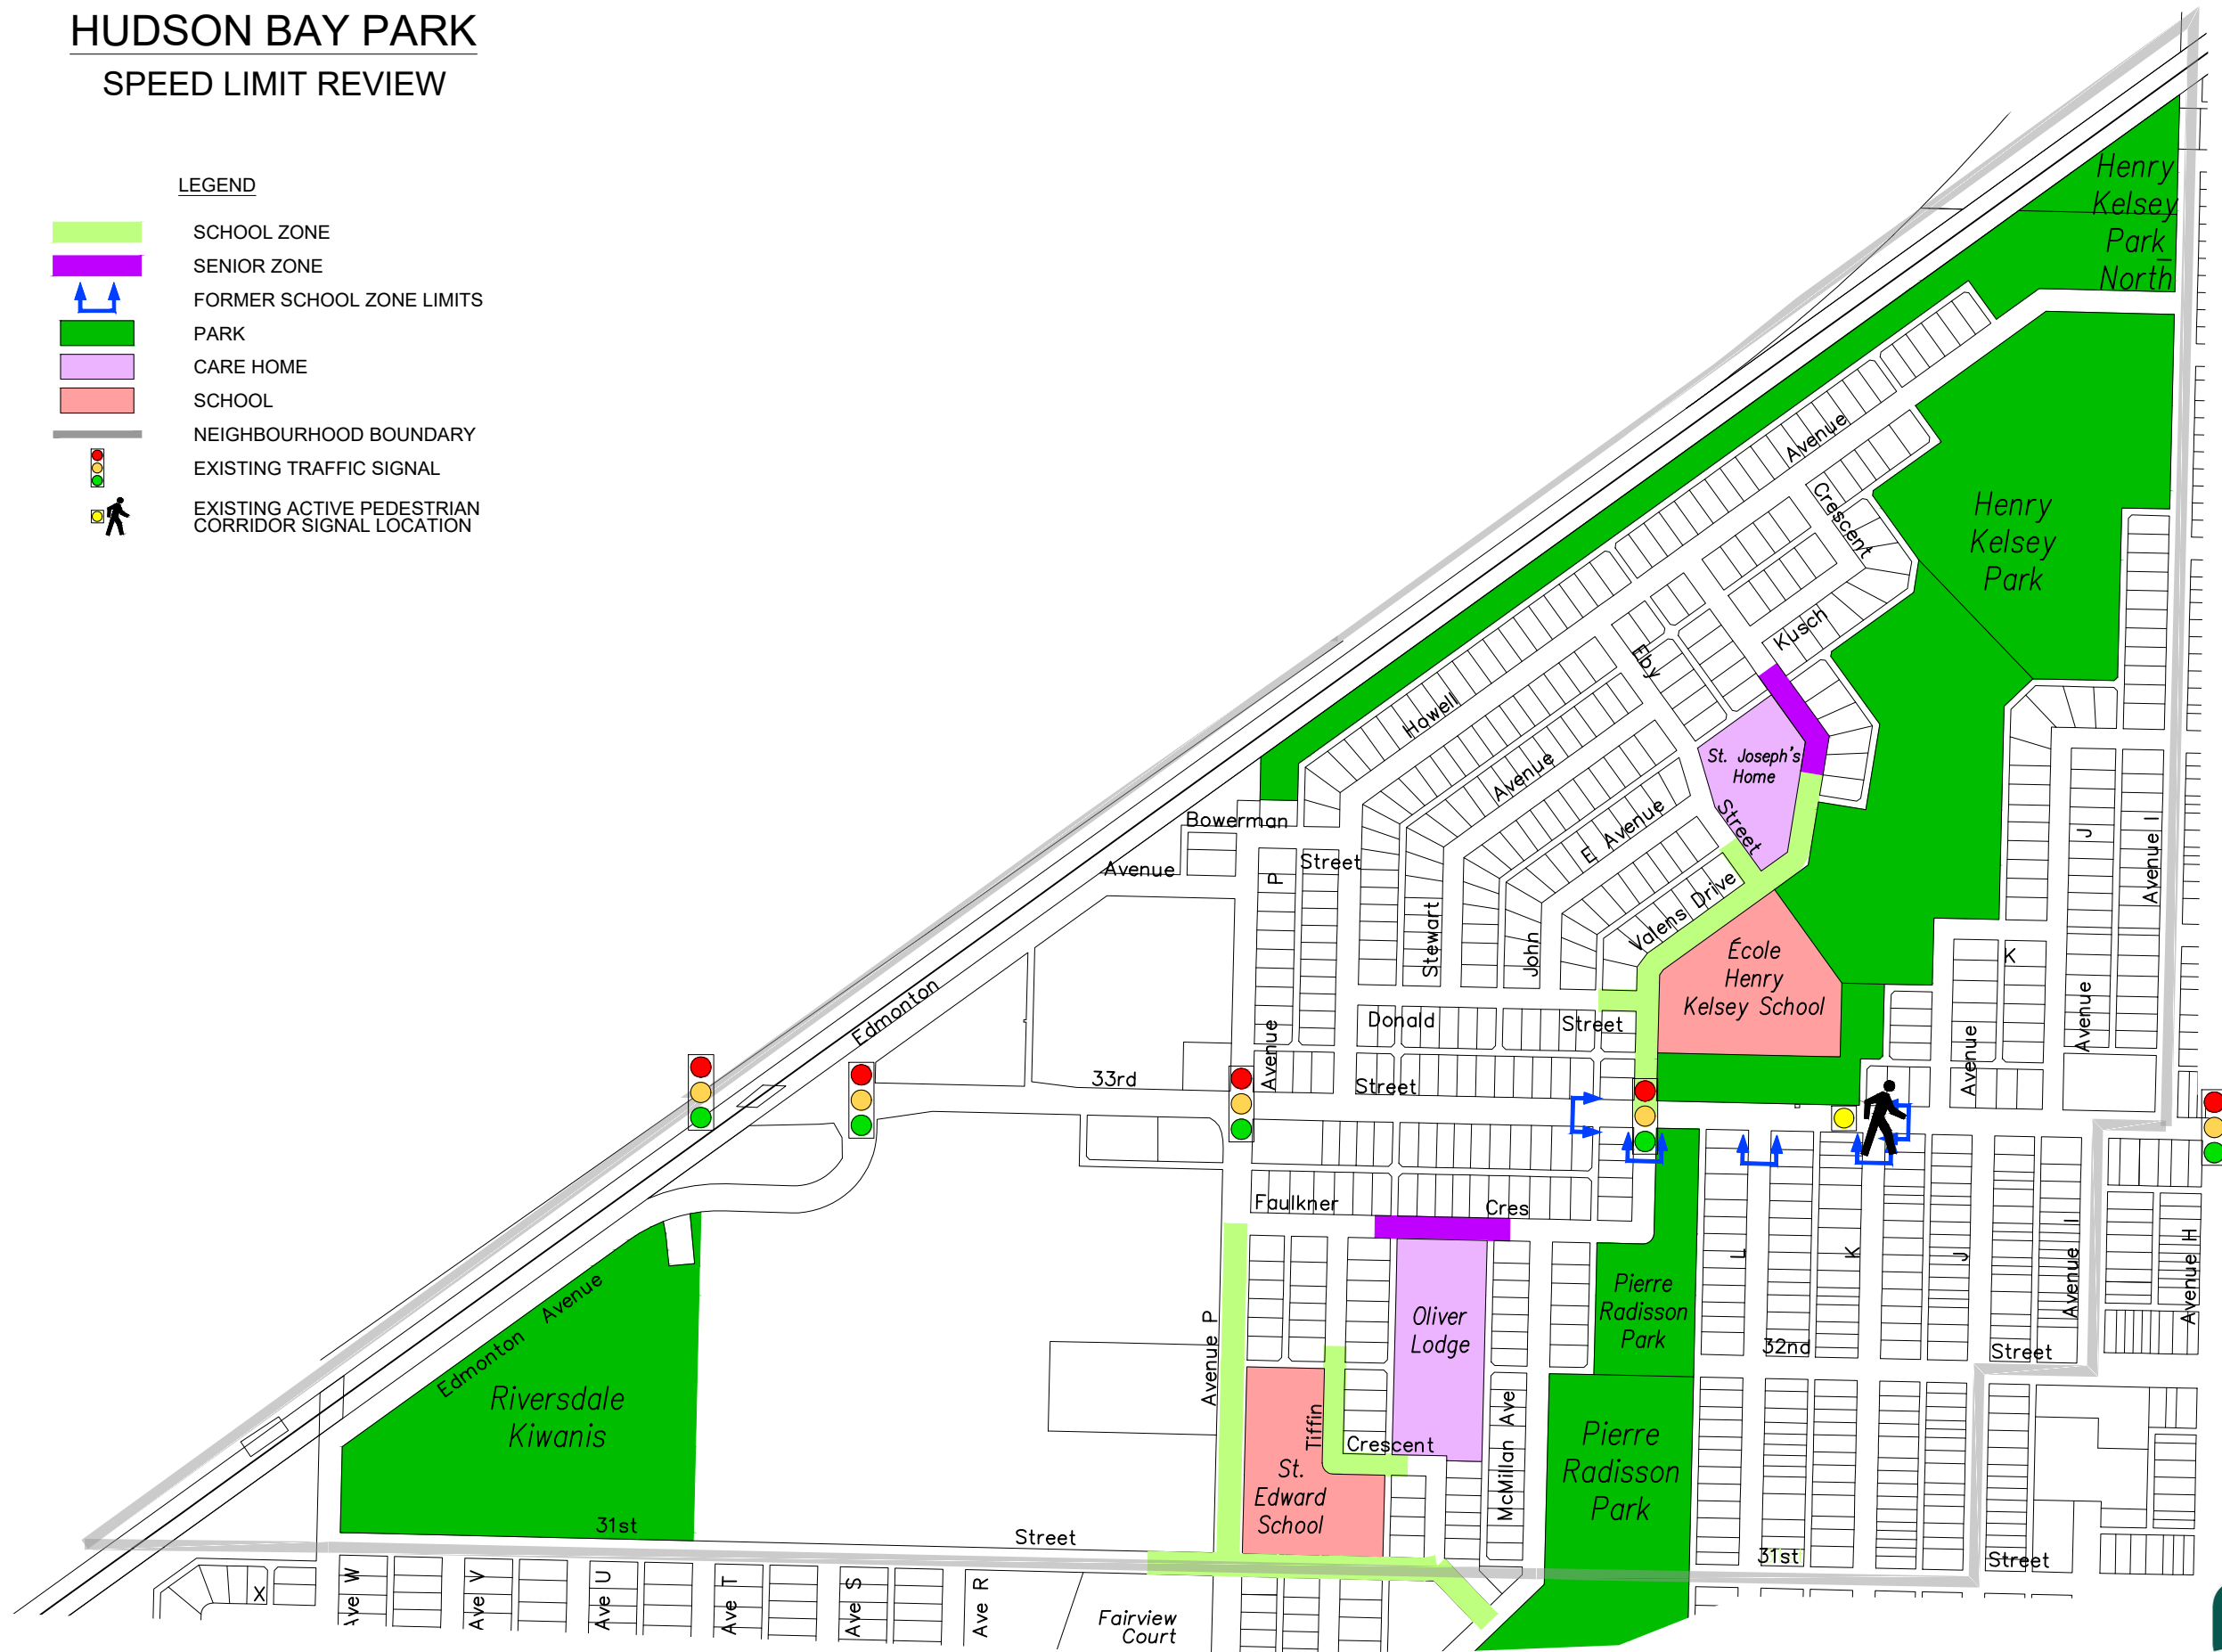 HUDSON BAY PARK
SPEED LIMIT REVIEW
LEGEND
SCHOOL ZONE
SENIOR ZONE
FORMER SCHOOL ZONE LIMITS
PARK
CARE HOME
SCHOOL
NEIGHBOURHOOD BOUNDARY
EXISTING TRAFFIC SIGNAL
EXISTING ACTIVE PEDESTRIAN
CORRIDOR SIGNAL LOCATION
Henry
Kelsey
Park
North
Avenue
Crescent
Henry
Kelsey
Park
Kusch
Eby
Howell
St. Joseph's
Home
Avenue
Street
E Avenue
Bowerman
Street
Avenue
P
J
Avenue I
Valens Drive
Stewart
John
École
Henry
Kelsey School
K
Edmonton
Donald
Street
Avenue
Avenue
Avenue
33rd
Street
Faulkner
Cres
L
K
J
Avenue I
Avenue H
Pierre
Radisson
Park
Oliver
Lodge
Avenue P
32nd
Street
Edmonton Avenue
Riversdale
Kiwanis
Tiffin
Crescent
McMillan Ave
Pierre
Radisson
Park
St.
Edward
School
31st
Street
31st
Street
X
Ave W
Ave V
Ave U
Ave T
Ave S
Ave R
Fairview
Court